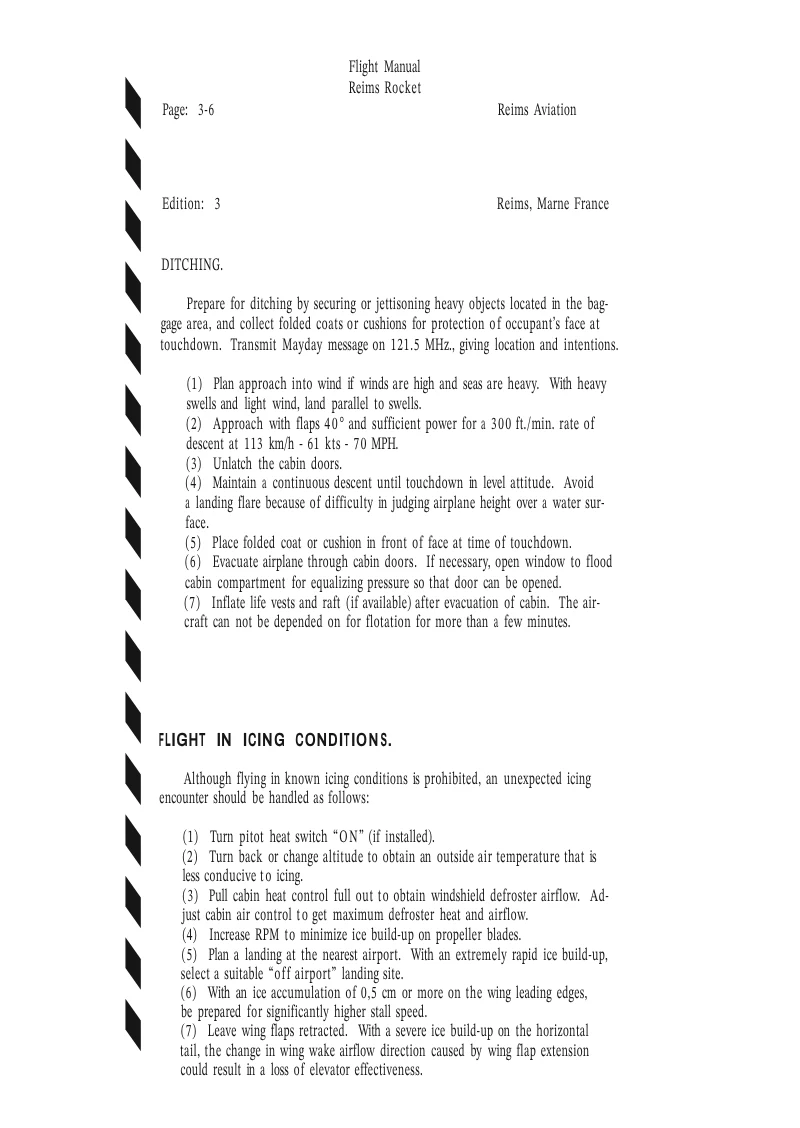 Flight Manual
Reims Rocket
Page: 3-6 Reims Aviation
Edition: 3 Reims, Marne France
DITCHING.
Prepare for ditching by securing or jettisoning heavy objects located in the bag-
gage area, and collect folded coats or cushions for protection of occupant's face at
touchdown. Transmit Mayday message on 121.5 MHz., giving location and intentions.
(1) Plan approach into wind if winds are high and seas are heavy. With heavy
swells and light wind, land parallel to swells.
(2) Approach with flaps 40° and sufficient power for a 300 ft./min. rate of
descent at 113 km/h - 61 kts - 70 MPH.
(3) Unlatch the cabin doors.
(4) Maintain a continuous descent until touchdown in level attitude. Avoid
a landing flare because of difficulty in judging airplane height over a water sur-
face.
(5) Place folded coat or cushion in front of face at time of touchdown.
(6) Evacuate airplane through cabin doors. If necessary, open window to flood
cabin compartment for equalizing pressure so that door can be opened.
(7) Inflate life vests and raft (if available) after evacuation of cabin. The air-
craft can not be depended on for flotation for more than a few minutes.
FLIGHT IN ICING CONDITIONS.
Although flying in known icing conditions is prohibited, an unexpected icing
encounter should be handled as follows:
(1) Turn pitot heat switch “ON” (if installed).
(2) Turn back or change altitude to obtain an outside air temperature that is
less conducive to icing.
(3) Pull cabin heat control full out to obtain windshield defroster airflow. Ad-
just cabin air control to get maximum defroster heat and airflow.
(4) Increase RPM to minimize ice build-up on propeller blades.
(5) Plan a landing at the nearest airport. With an extremely rapid ice build-up,
select a suitable “off airport” landing site.
(6) With an ice accumulation of 0,5 cm or more on the wing leading edges,
be prepared for significantly higher stall speed.
(7) Leave wing flaps retracted. With a severe ice build-up on the horizontal
tail, the change in wing wake airflow direction caused by wing flap extension
could result in a loss of elevator effectiveness.